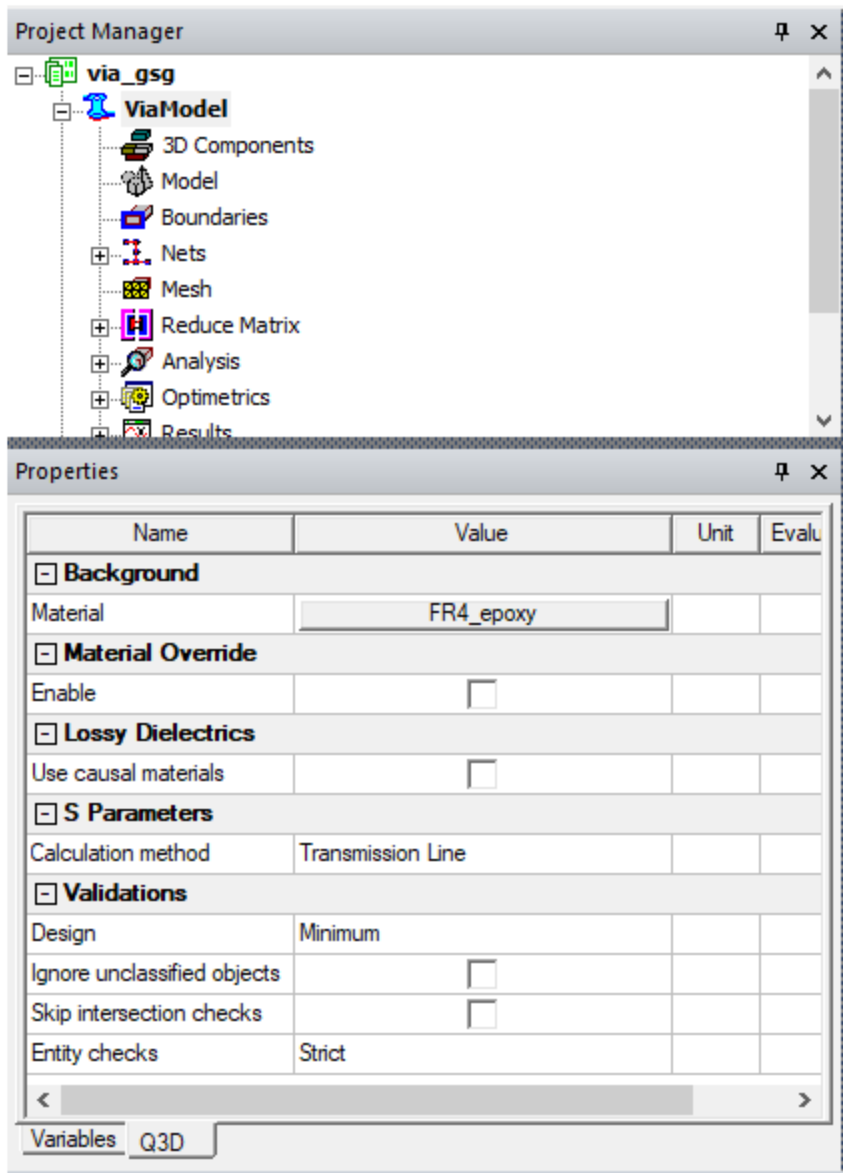 Project Manager
via_gsg
ViaModel
3D Components
Model
Boundaries
Nets
Mesh
Reduce Matrix
Analysis
Optimetrics
Results
Properties
Name Value Unit Evalu
Background
Material FR4_epoxy
Material Override
Enable
Lossy Dielectrics
Use causal materials
S Parameters
Calculation method Transmission Line
Validations
Design Minimum
Ignore unclassified objects
Skip intersection checks
Entity checks Strict
Variables Q3D